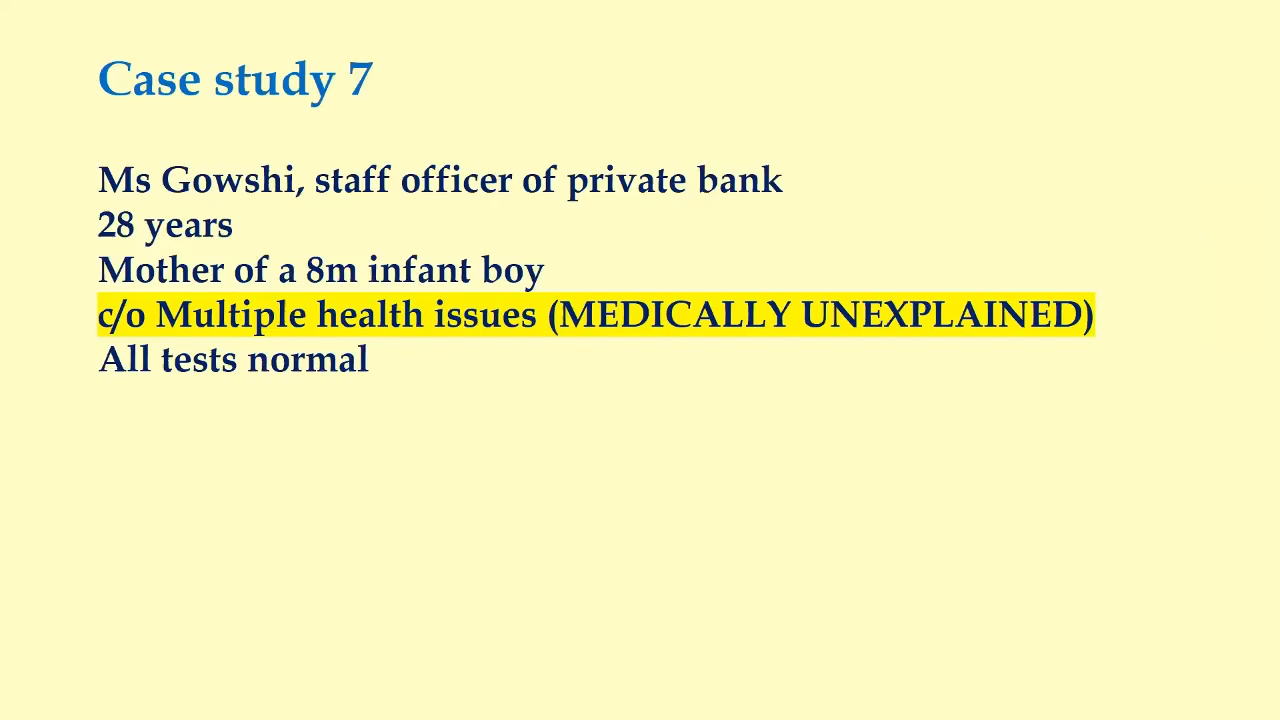 Case study 7
Ms Gowshi, staff officer of private bank
28 years
Mother of a 8m infant boy
c/o Multiple health issues (MEDICALLY UNEXPLAINED)
All tests normal